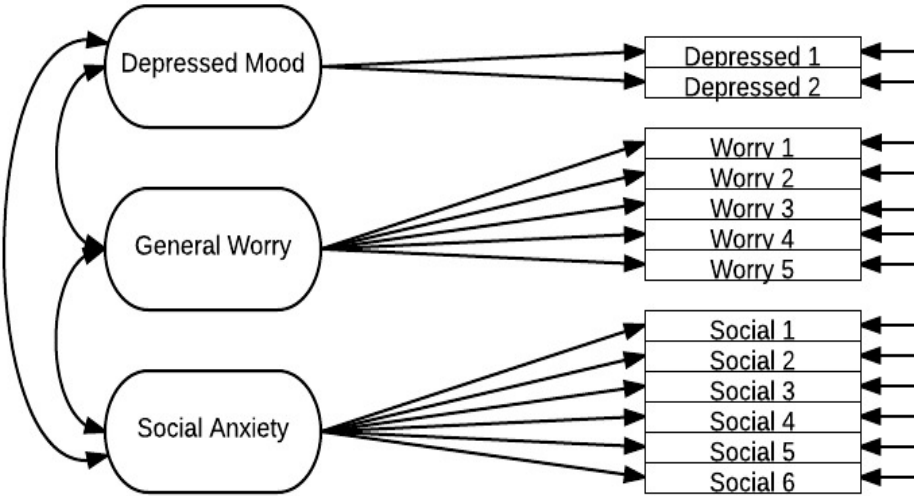 Depressed Mood
Depressed 1
Depressed 2
General Worry
Worry 1
Worry 2
Worry 3
Worry 4
Worry 5
Social Anxiety
Social 1
Social 2
Social 3
Social 4
Social 5
Social 6